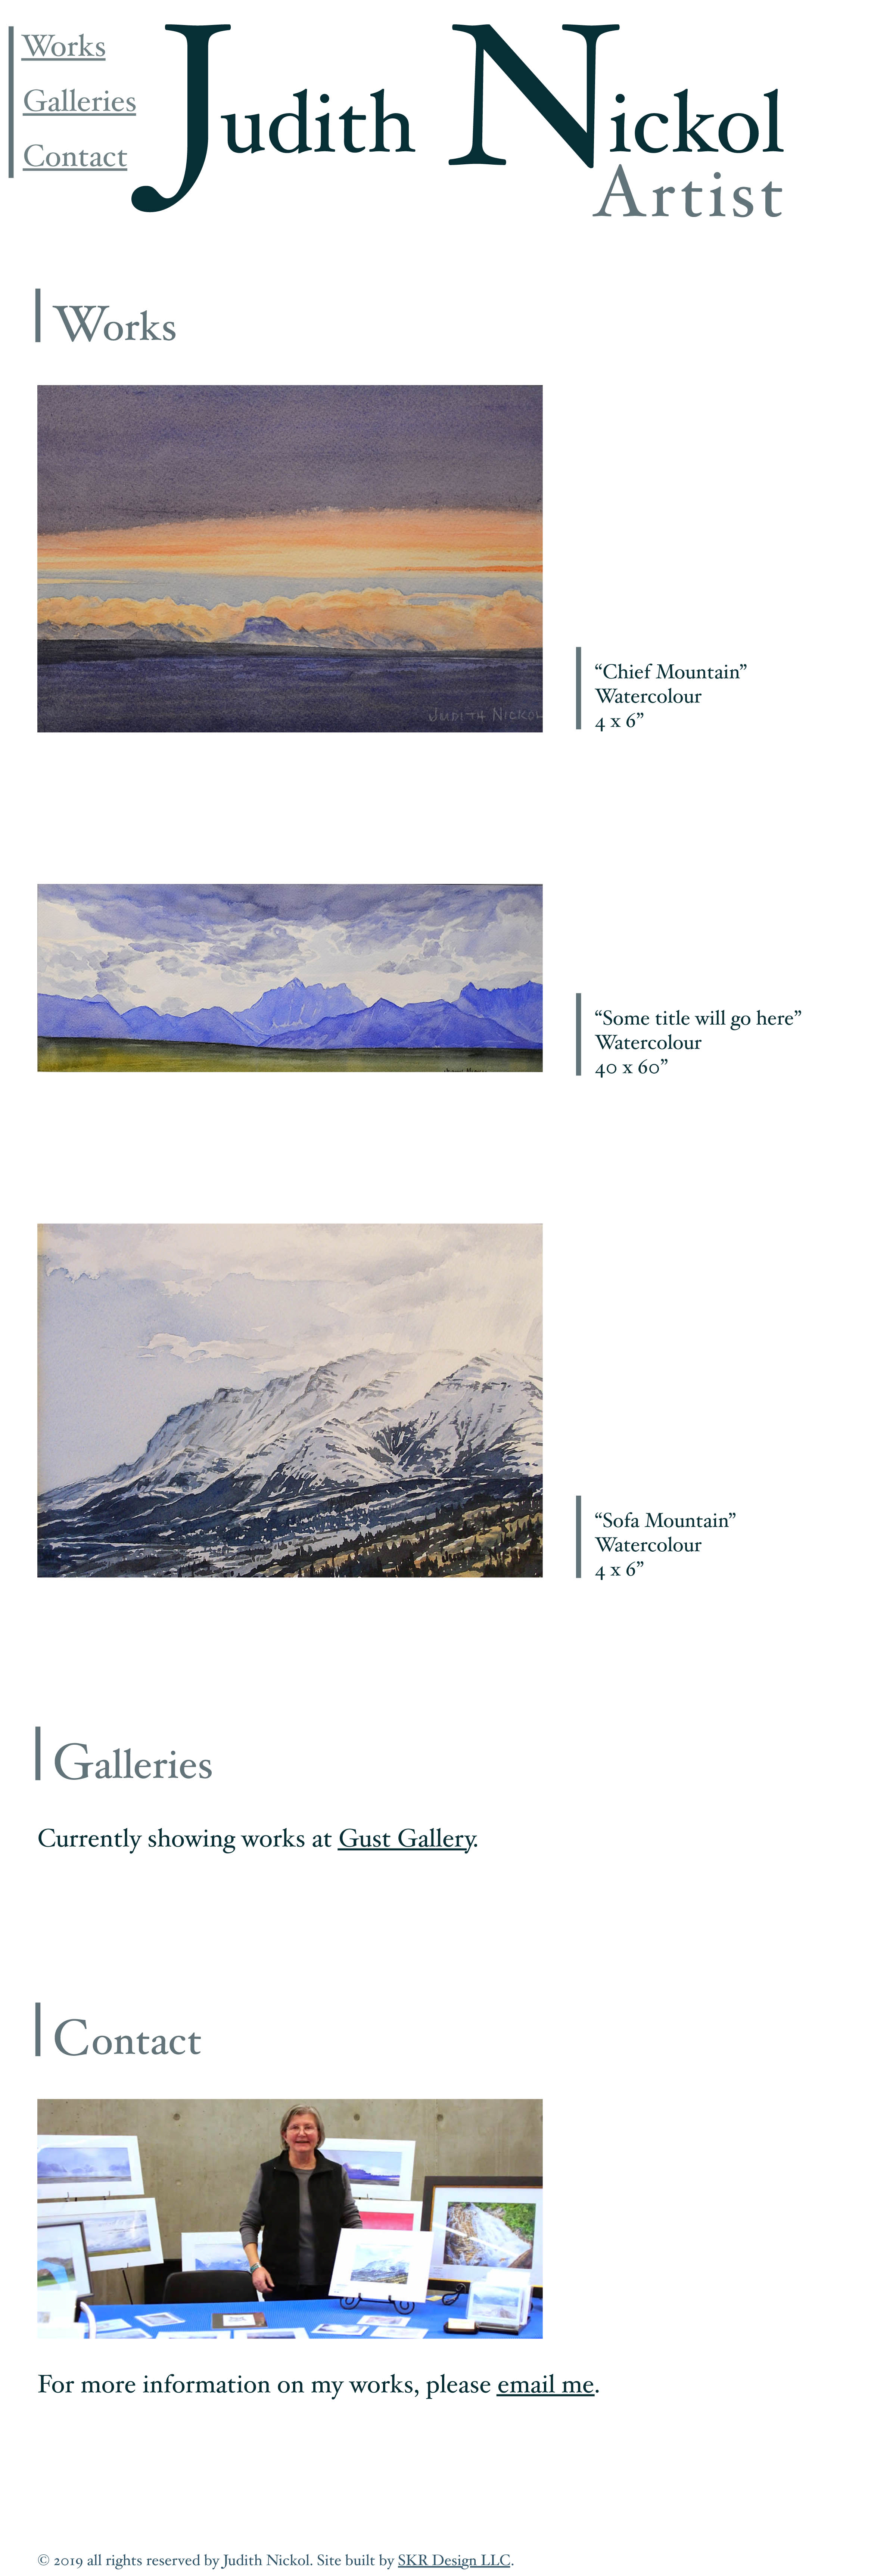 Works
Galleries
Contact
Judith Nickol
Artist
Works
JUDITH NICKOL
“Chief Mountain”
Watercolour
4 x 6”
“Some title will go here”
Watercolour
40 x 60”
“Sofa Mountain”
Watercolour
4 x 6”
Galleries
Currently showing works at Gust Gallery.
Contact
For more information on my works, please email me.
© 2019 all rights reserved by Judith Nickol. Site built by SKR Design LLC.